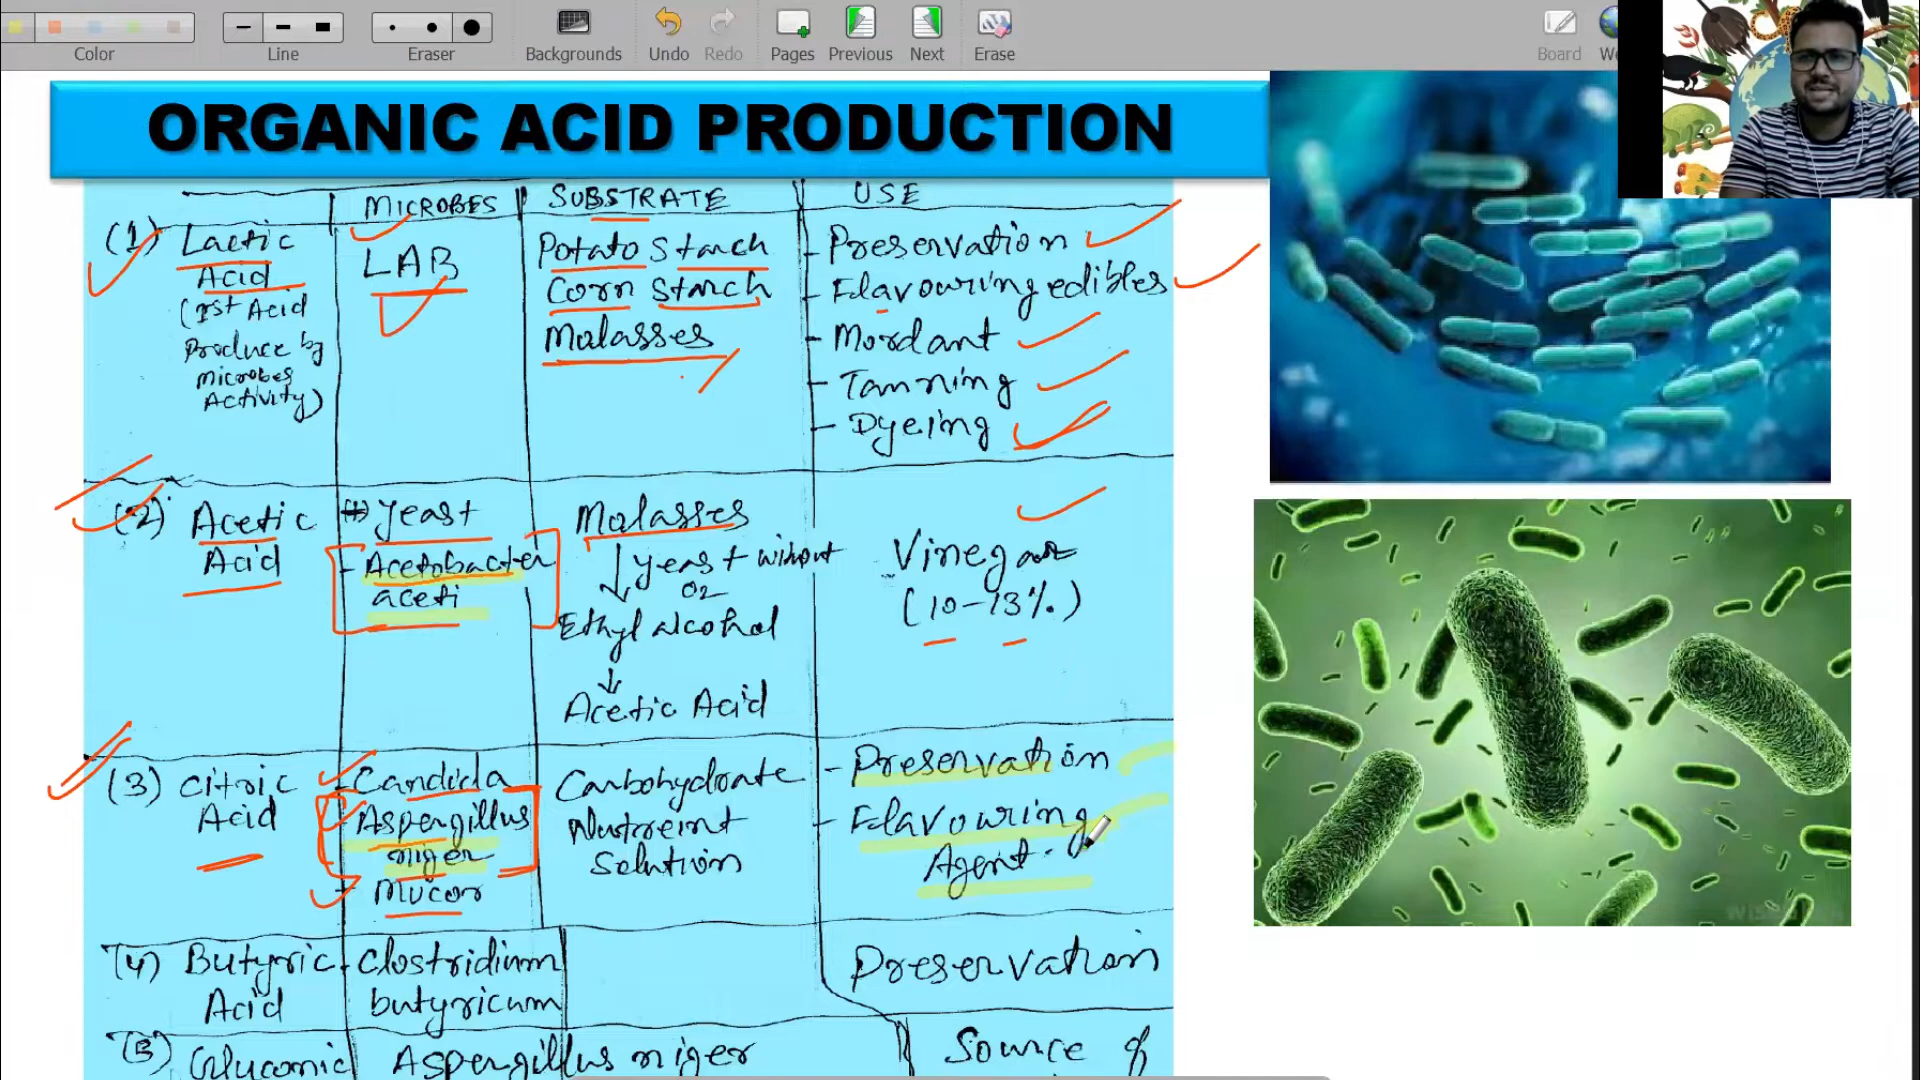 Color
Line
Eraser
Backgrounds
Undo
Redo
Pages
Previous
Next
Erase
Board
ORGANIC ACID PRODUCTION
MICROBES SUBSTRATE USE
(1) Lactic Acid
(1st Acid
Produce by
Microbes
Activity)
LAB
Potato Starch
Corn Starch
Molasses
- Preservation
- Flavouring edibles
- Mordant
- Tanning
- Dyeing
(2) Acetic Acid
Yeast
- Acetobacter
aceti
Molasses
↓ Yeast without
O2
Ethyl alcohol
↓
Acetic Acid
Vinegar
(10-13%)
(3) Citric Acid
- Candida
- Aspergillus
niger
- Mucor
Carbohydrate
Nutreint
Solution
- Preservation
- Flavouring
Agent.
(4) Butyric Acid
Clostridium
butyricum
Preservation
(5) Gluconic
Aspergillus niger
Source of